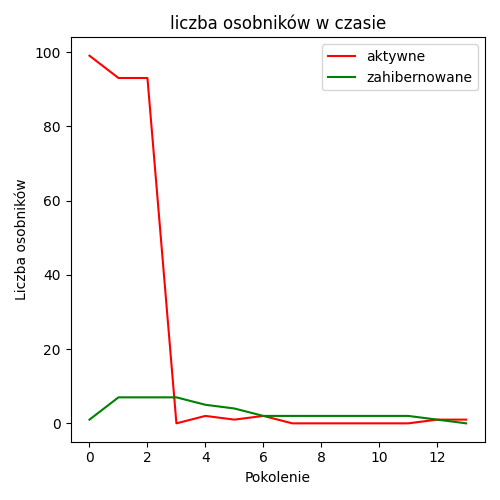 liczba osobników w czasie
aktywne
zahibernowane
Liczba osobników
100
80
60
40
20
0
0 2 4 6 8 10 12
Pokolenie